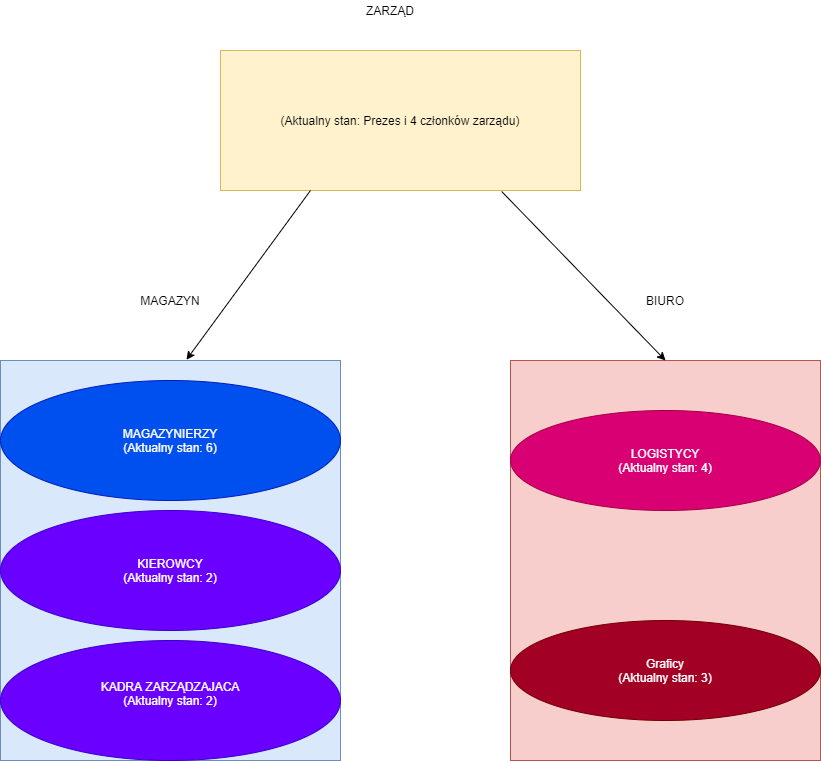 ZARZĄD
(Aktualny stan: Prezes i 4 członków zarządu)
MAGAZYN
BIURO
MAGAZYNIERZY
(Aktualny stan: 6)
KIEROWCY
(Aktualny stan: 2)
KADRA ZARZĄDZAJACA
(Aktualny stan: 2)
LOGISTYCY
(Aktualny stan: 4)
Graficy
(Aktualny stan: 3)